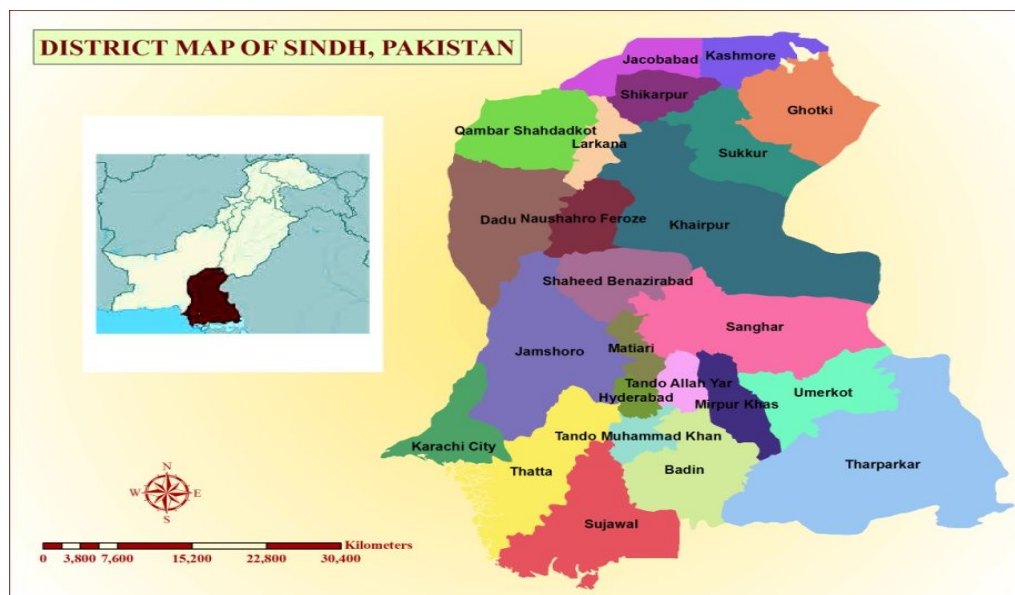 DISTRICT MAP OF SINDH, PAKISTAN
Jacobabad
Kashmore
Shikarpur
Ghotki
Qambar Shahdadkot
Larkana
Sukkur
Dadu
Naushahro Feroze
Khairpur
Shaheed Benazirabad
Sanghar
Jamshoro
Matiari
Tando Allah Yar
Hyderabad
Mirpur Khas
Umerkot
Karachi City
Tando Muhammad Khan
Thatta
Badin
Tharparkar
Sujawal
N
W E
S
Kilometers
0 3,800 7,600 15,200 22,800 30,400